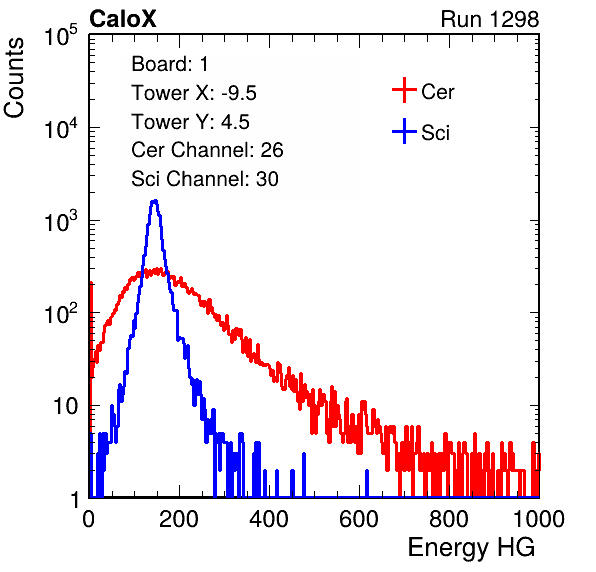 CaloX Run 1298
Counts
Board: 1
Tower X: -9.5
Tower Y: 4.5
Cer Channel: 26
Sci Channel: 30
Cer
Sci
10^5
10^4
10^3
10^2
10
1
0 200 400 600 800 1000
Energy HG